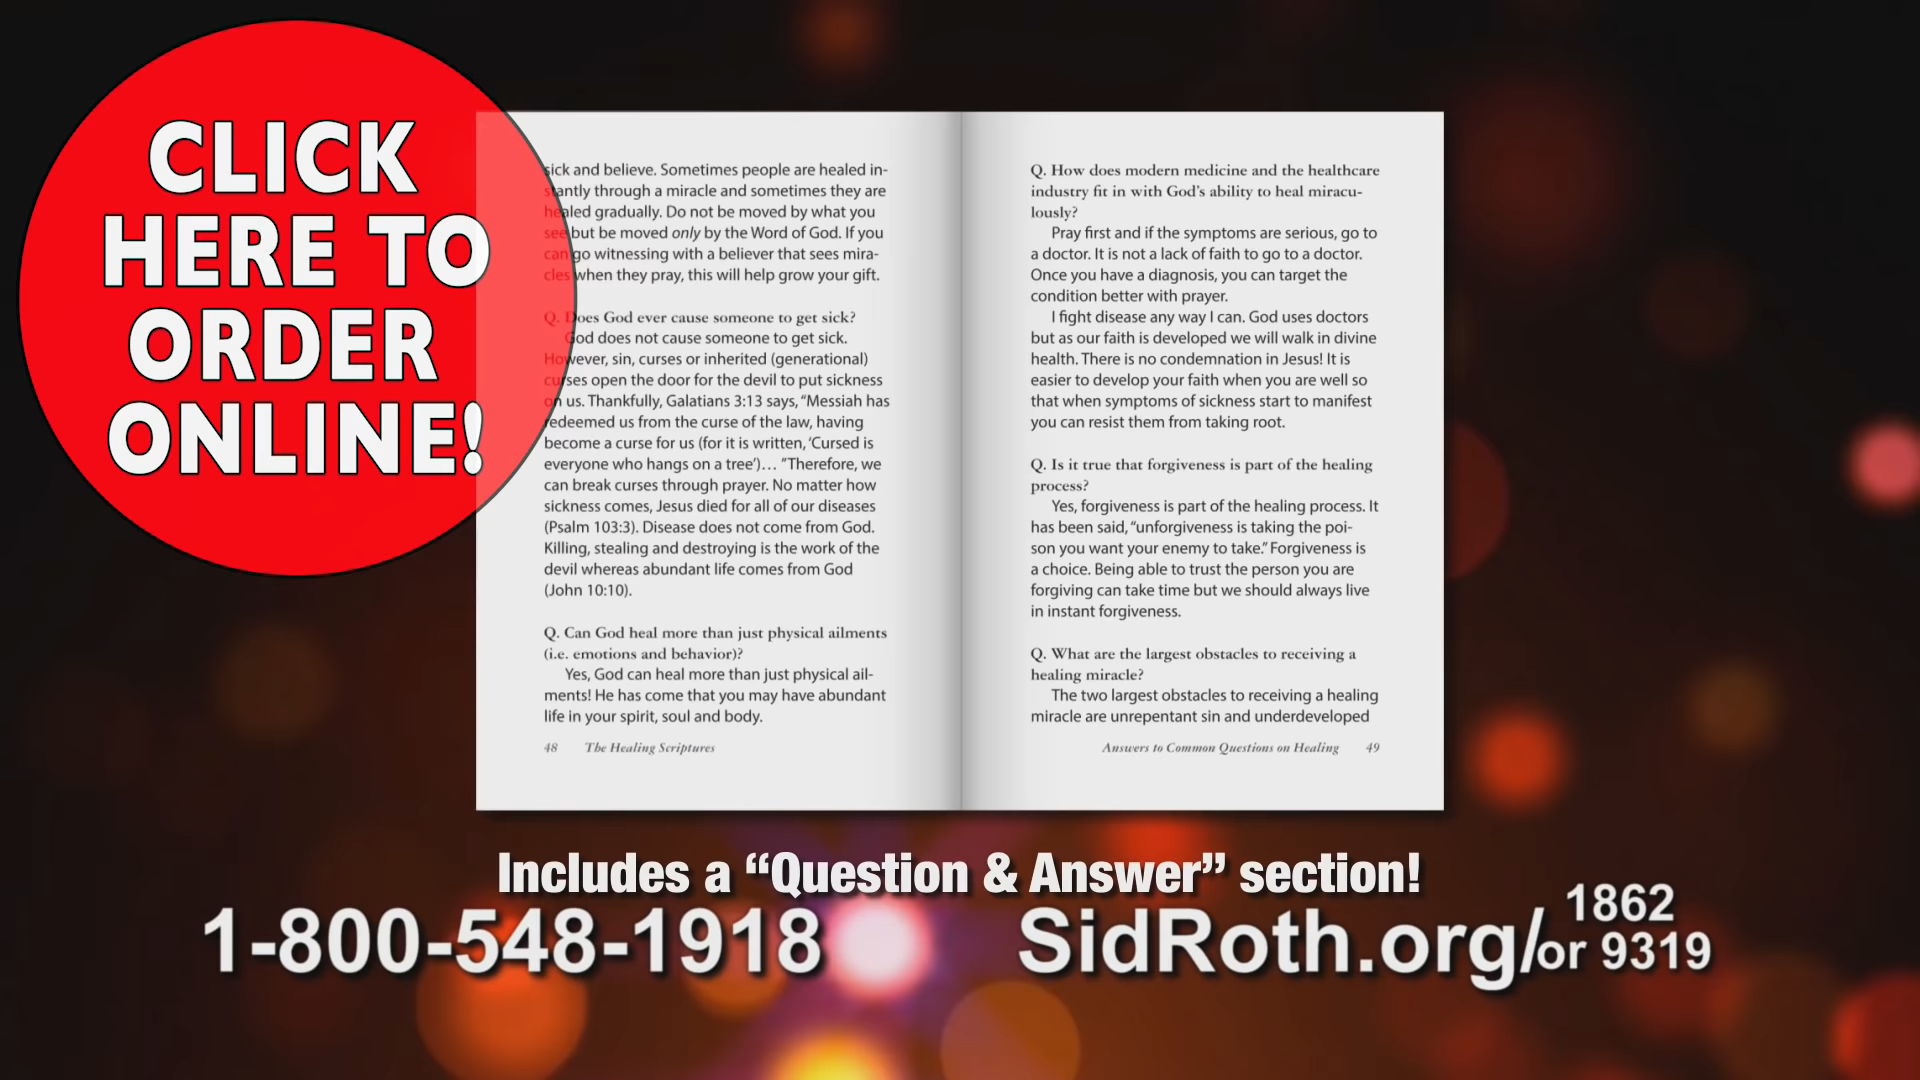 CLICK
HERE TO
ORDER
ONLINE!
sick and believe. Sometimes people are healed in-
stantly through a miracle and sometimes they are
healed gradually. Do not be moved by what you
see but be moved only by the Word of God. If you
can go witnessing with a believer that sees mira-
cles when they pray, this will help grow your gift.
Q. Does God ever cause someone to get sick?
God does not cause someone to get sick.
However, sin, curses or inherited (generational)
curses open the door for the devil to put sickness
on us. Thankfully, Galatians 3:13 says, “Messiah has
redeemed us from the curse of the law, having
become a curse for us (for it is written, ‘Cursed is
everyone who hangs on a tree’)… ”Therefore, we
can break curses through prayer. No matter how
sickness comes, Jesus died for all of our diseases
(Psalm 103:3). Disease does not come from God.
Killing, stealing and destroying is the work of the
devil whereas abundant life comes from God
(John 10:10).
Q. Can God heal more than just physical ailments
(i.e. emotions and behavior)?
Yes, God can heal more than just physical ail-
ments! He has come that you may have abundant
life in your spirit, soul and body.
48 The Healing Scriptures
Q. How does modern medicine and the healthcare
industry fit in with God’s ability to heal miracu-
lously?
Pray first and if the symptoms are serious, go to
a doctor. It is not a lack of faith to go to a doctor.
Once you have a diagnosis, you can target the
condition better with prayer.
I fight disease any way I can. God uses doctors
but as our faith is developed we will walk in divine
health. There is no condemnation in Jesus! It is
easier to develop your faith when you are well so
that when symptoms of sickness start to manifest
you can resist them from taking root.
Q. Is it true that forgiveness is part of the healing
process?
Yes, forgiveness is part of the healing process. It
has been said, “unforgiveness is taking the poi-
son you want your enemy to take.” Forgiveness is
a choice. Being able to trust the person you are
forgiving can take time but we should always live
in instant forgiveness.
Q. What are the largest obstacles to receiving a
healing miracle?
The two largest obstacles to receiving a healing
miracle are unrepentant sin and underdeveloped
Answers to Common Questions on Healing 49
Includes a “Question & Answer” section!
1-800-548-1918
SidRoth.org/
1862
or 9319